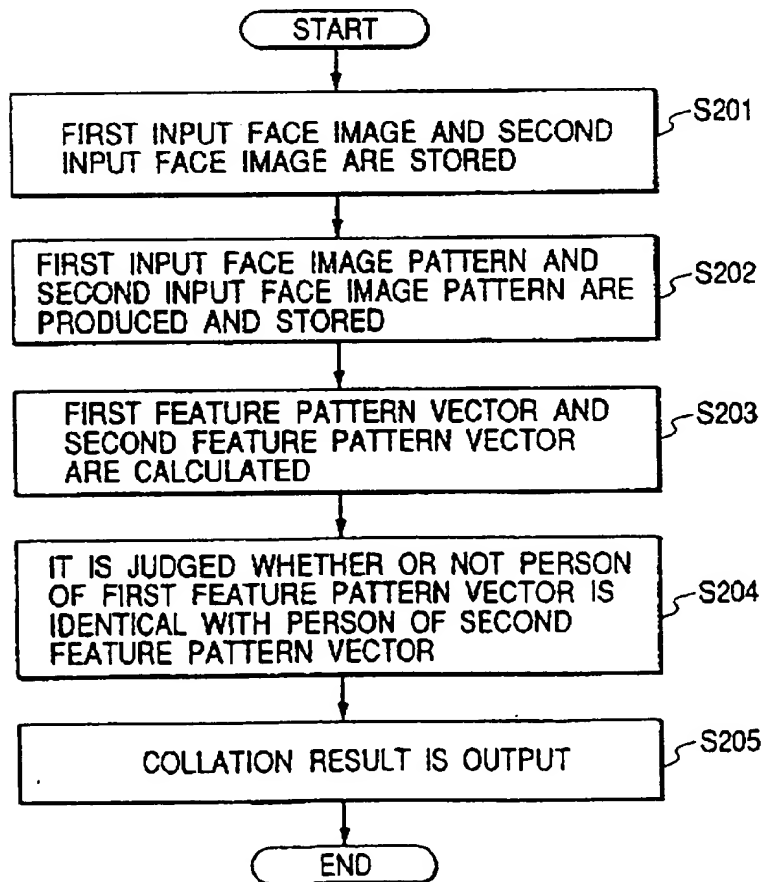 START
FIRST INPUT FACE IMAGE AND SECOND
INPUT FACE IMAGE ARE STORED
S201
FIRST INPUT FACE IMAGE PATTERN AND
SECOND INPUT FACE IMAGE PATTERN ARE
PRODUCED AND STORED
S202
FIRST FEATURE PATTERN VECTOR AND
SECOND FEATURE PATTERN VECTOR
ARE CALCULATED
S203
IT IS JUDGED WHETHER OR NOT PERSON
OF FIRST FEATURE PATTERN VECTOR IS
IDENTICAL WITH PERSON OF SECOND
FEATURE PATTERN VECTOR
S204
COLLATION RESULT IS OUTPUT
S205
END